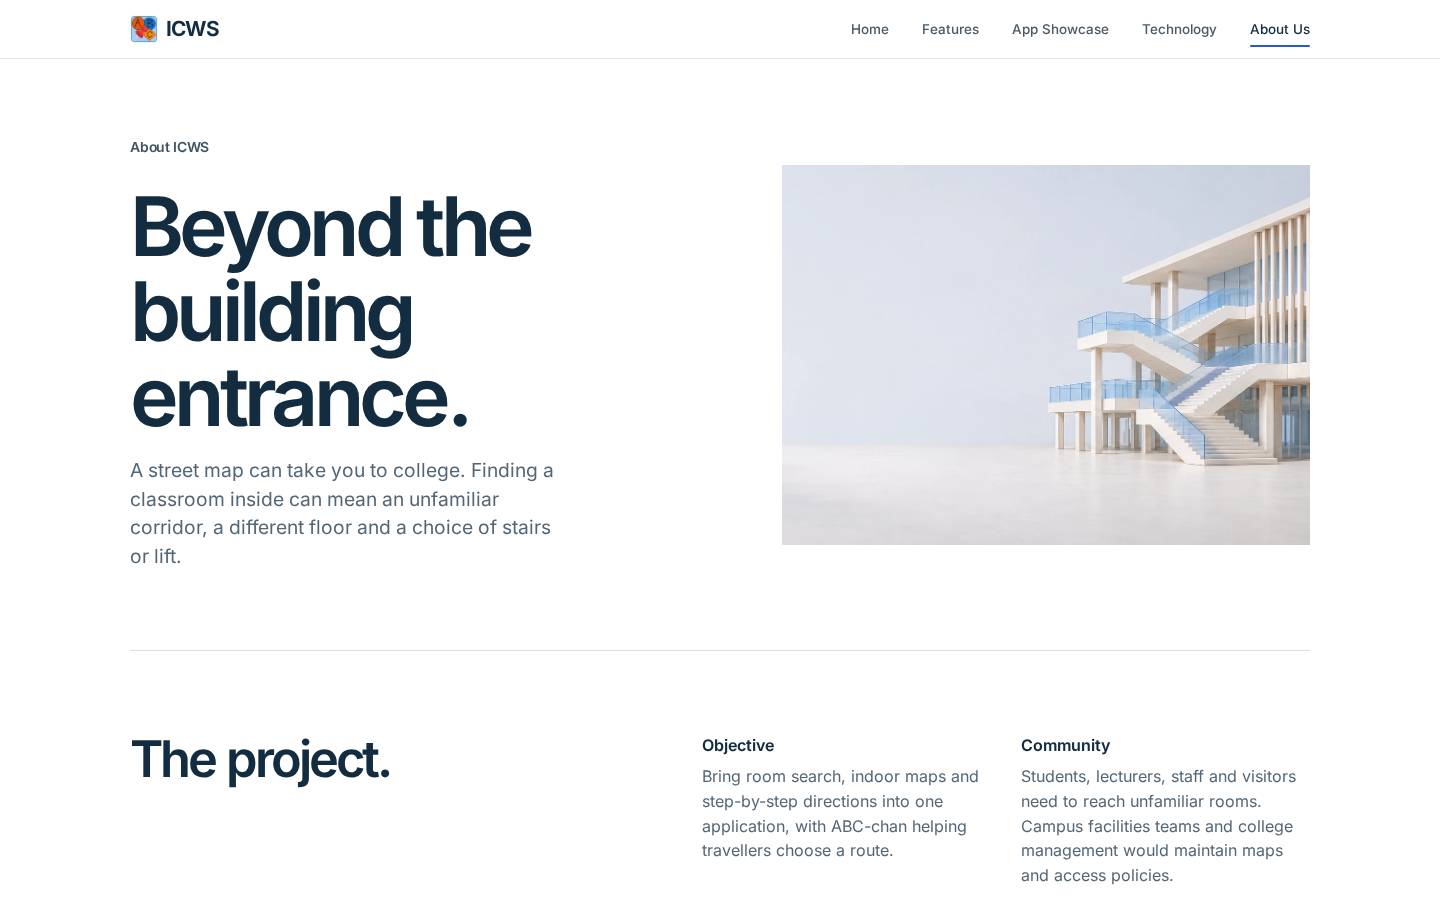 ICWS
Home
Features
App Showcase
Technology
About Us
About ICWS
Beyond the
building
entrance.
A street map can take you to college. Finding a
classroom inside can mean an unfamiliar
corridor, a different floor and a choice of stairs
or lift.
The project.
Objective
Bring room search, indoor maps and
step-by-step directions into one
application, with ABC-chan helping
travellers choose a route.
Community
Students, lecturers, staff and visitors
need to reach unfamiliar rooms.
Campus facilities teams and college
management would maintain maps
and access policies.